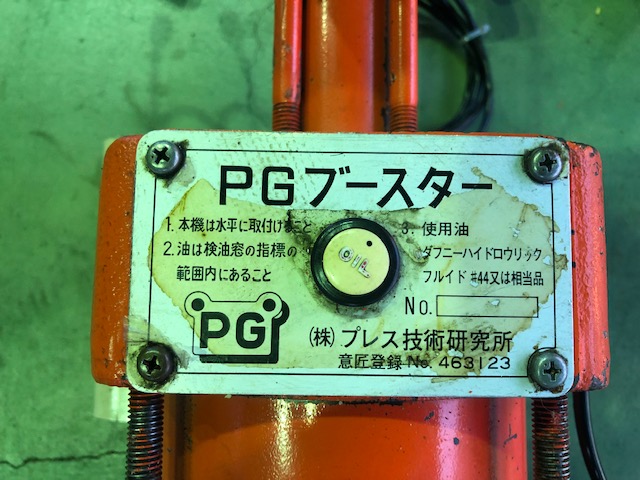 PGブースター
1. 本機は水平に取付けること
2. 油は検油窓の指標の
範囲内にあること
3. 使用油
ダフニーハイドロウリック
フルイド #44又は相当品
OIL
No.
PG
(株) プレス技術研究所
意匠登録 No. 463123